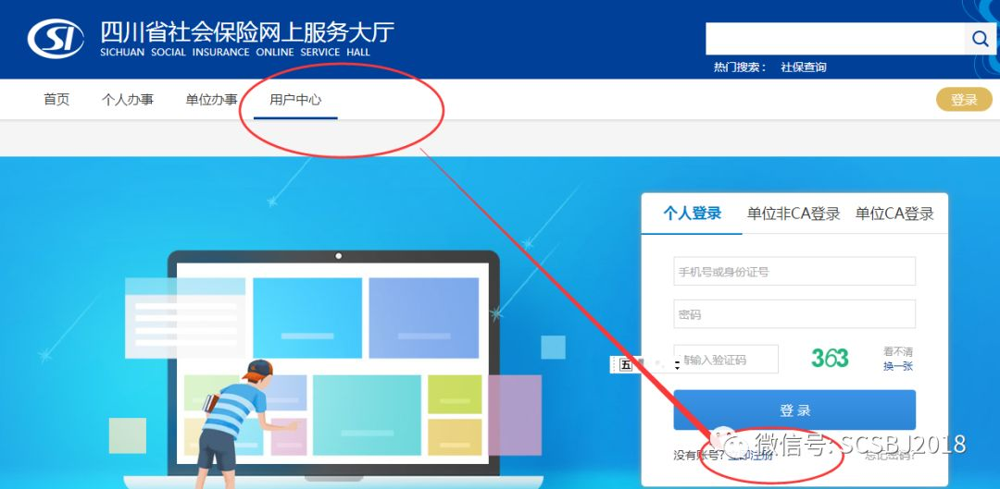 四川省社会保险网上服务大厅
SICHUAN SOCIAL INSURANCE ONLINE SERVICE HALL
热门搜索： 社保查询
首页 个人办事 单位办事 用户中心 登录
个人登录 单位非CA登录 单位CA登录
手机号或身份证号
密码
五
请输入验证码 363 看不清
换一张
登 录
没有账号?立即注册 忘记密码?
微信号: SCSBJ2018